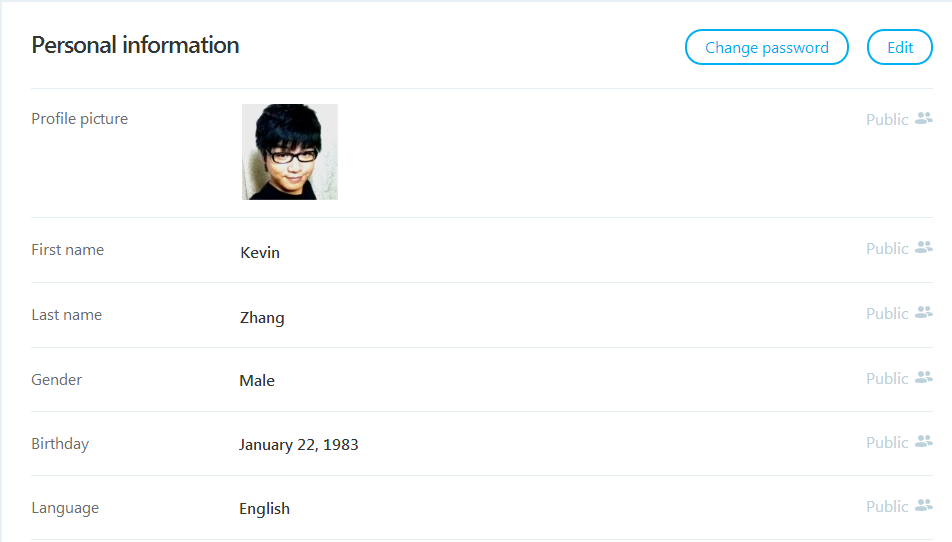 Personal information
Change password
Edit
Profile picture
Public
First name
Kevin
Public
Last name
Zhang
Public
Gender
Male
Public
Birthday
January 22, 1983
Public
Language
English
Public